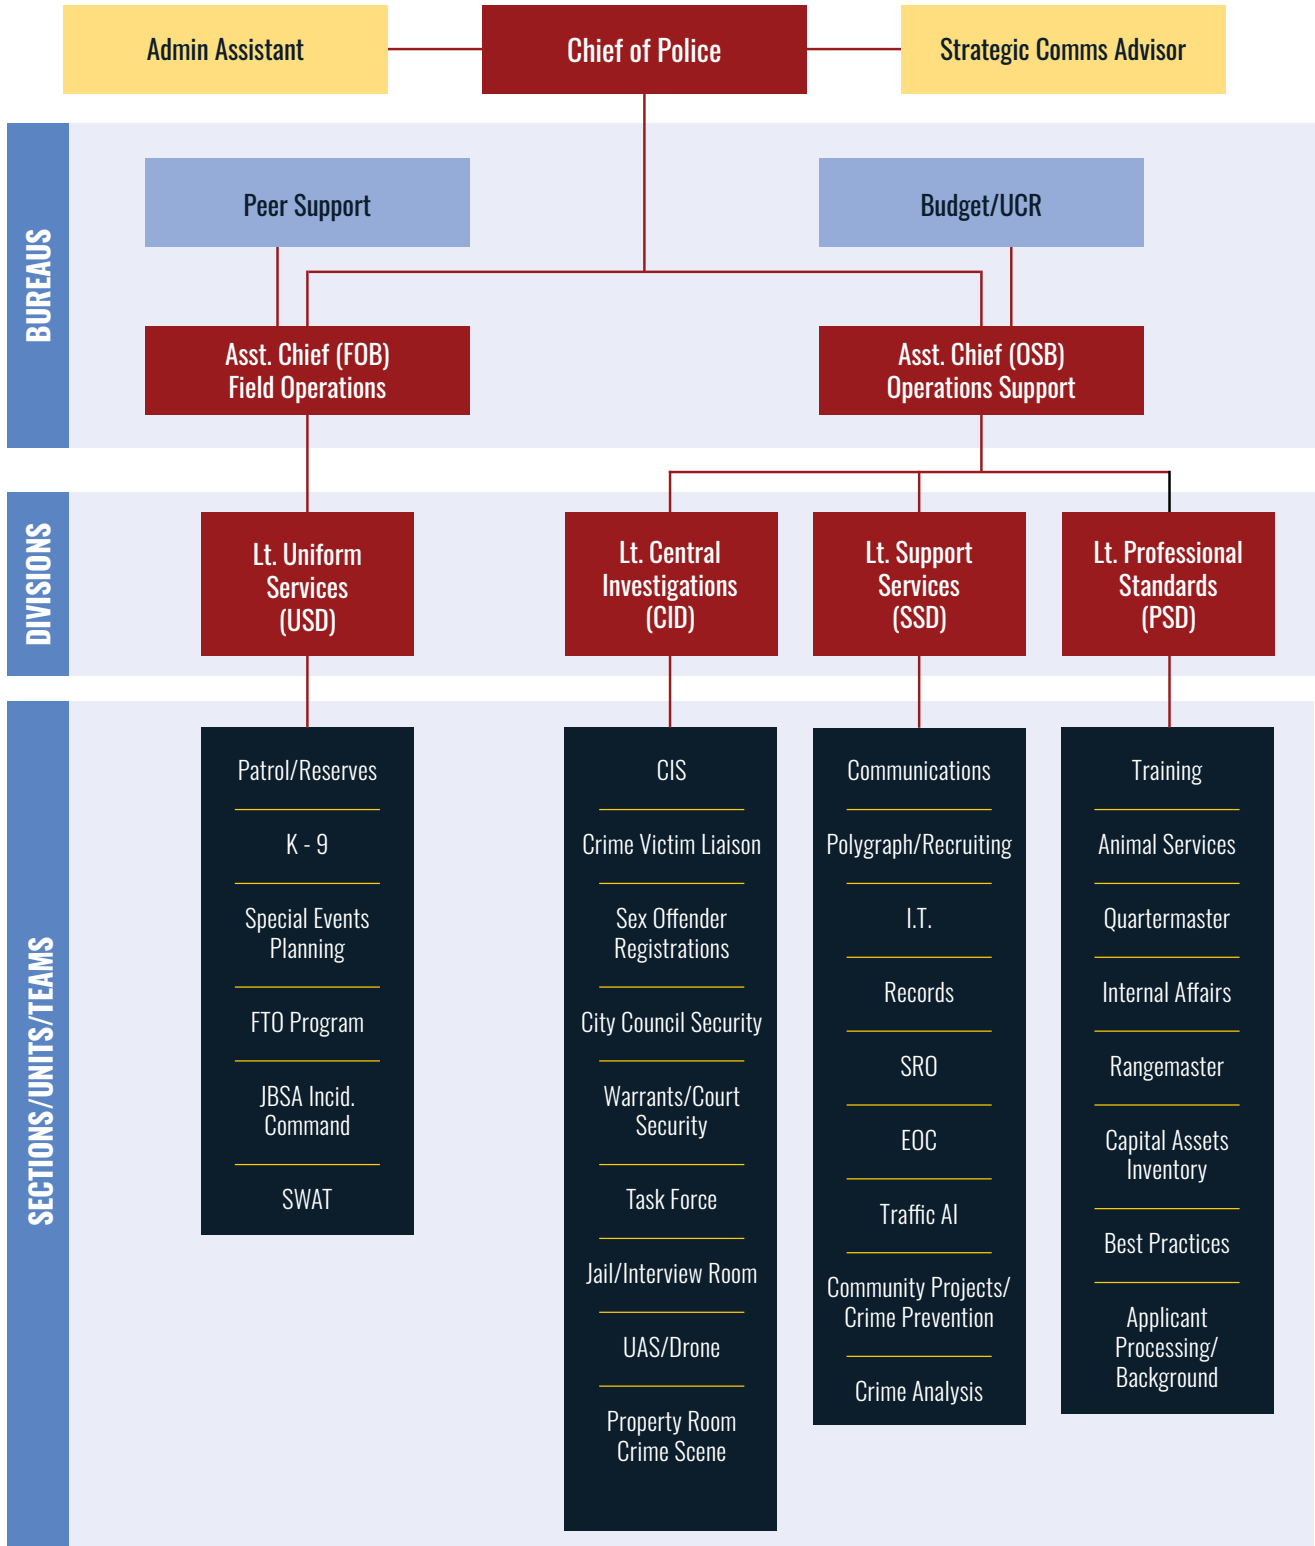 Admin Assistant
Chief of Police
Strategic Comms Advisor
BUREAUS
Peer Support
Budget/UCR
Asst. Chief (FOB)
Field Operations
Asst. Chief (OSB)
Operations Support
DIVISIONS
Lt. Uniform
Services
(USD)
Lt. Central
Investigations
(CID)
Lt. Support
Services
(SSD)
Lt. Professional
Standards
(PSD)
SECTIONS/UNITS/TEAMS
Patrol/Reserves
K - 9
Special Events
Planning
FTO Program
JBSA Incid.
Command
SWAT
CIS
Crime Victim Liaison
Sex Offender
Registrations
City Council Security
Warrants/Court
Security
Task Force
Jail/Interview Room
UAS/Drone
Property Room
Crime Scene
Communications
Polygraph/Recruiting
I.T.
Records
SRO
EOC
Traffic AI
Community Projects/
Crime Prevention
Crime Analysis
Training
Animal Services
Quartermaster
Internal Affairs
Rangemaster
Capital Assets
Inventory
Best Practices
Applicant
Processing/
Background